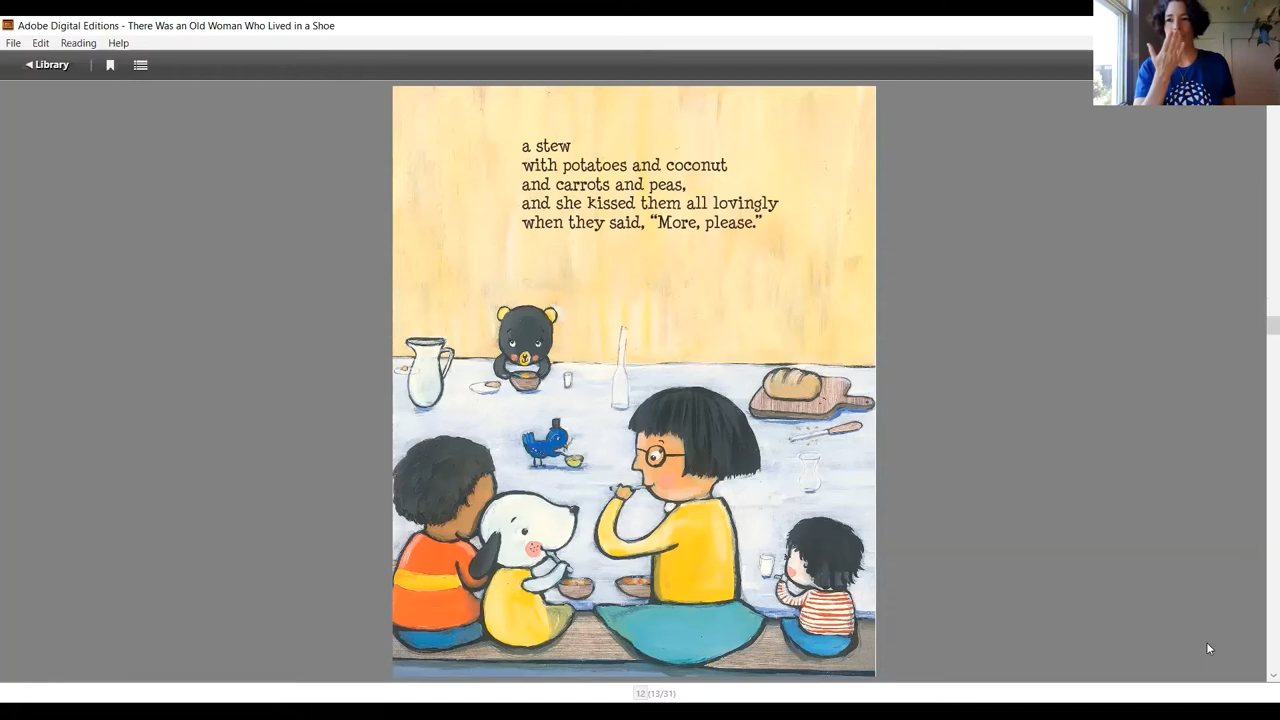 Adobe Digital Editions - There Was an Old Woman Who Lived in a Shoe
File Edit Reading Help
Library
a stew
with potatoes and coconut
and carrots and peas,
and she kissed them all lovingly
when they said, “More, please.”
12 (13/31)